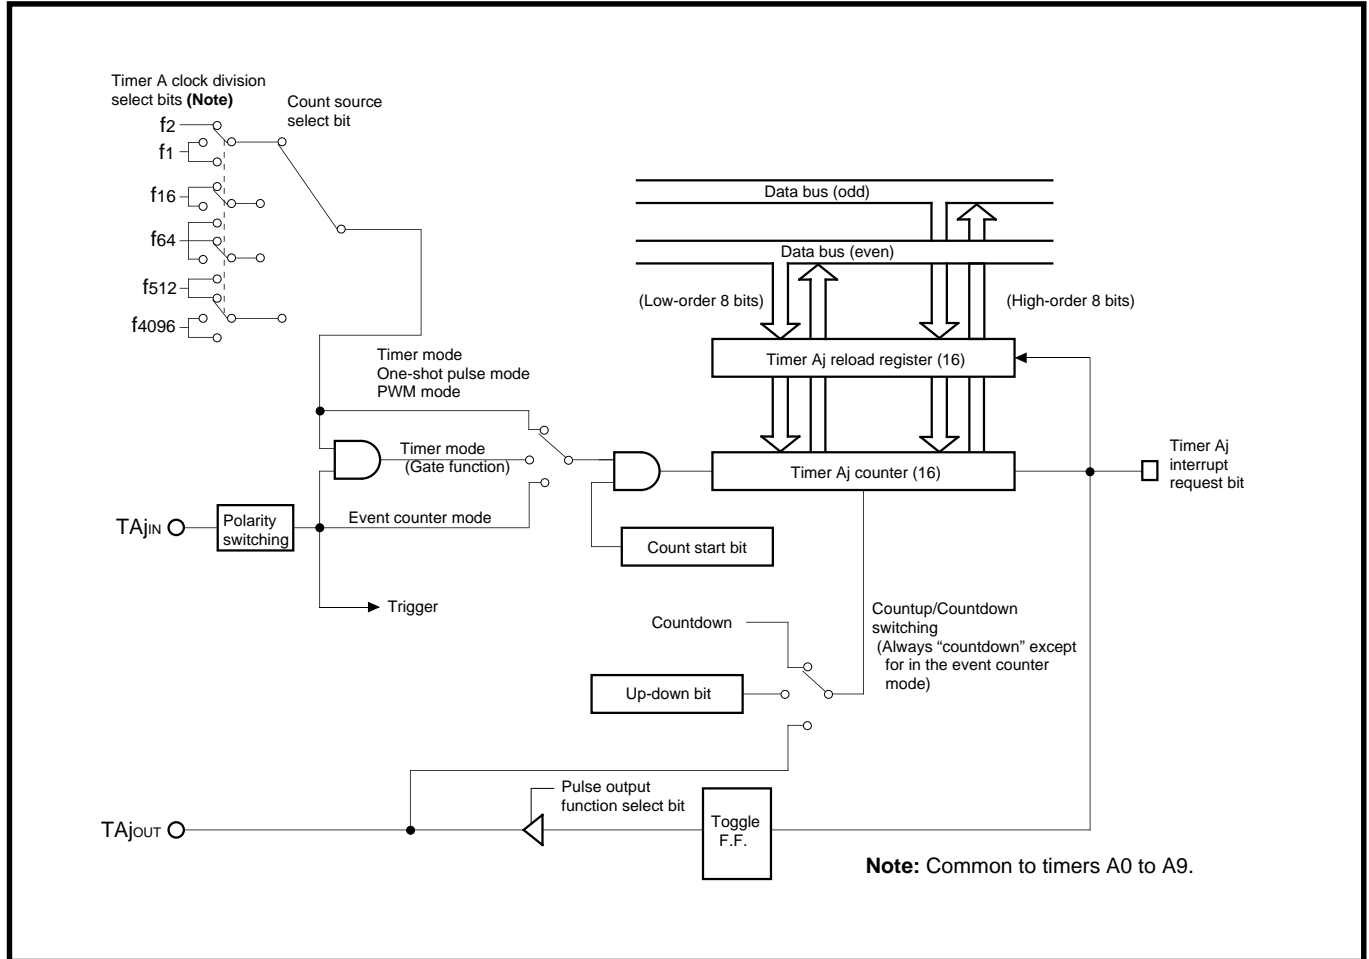 Timer A clock division
select bits (Note)
Count source
select bit
f2
f1
f16
f64
f512
f4096
Data bus (odd)
Data bus (even)
(Low-order 8 bits)
(High-order 8 bits)
Timer Aj reload register (16)
Timer mode
One-shot pulse mode
PWM mode
Timer mode
(Gate function)
Timer Aj counter (16)
Timer Aj
interrupt
request bit
TAjIN
Polarity
switching
Event counter mode
Count start bit
Trigger
Countdown
Countup/Countdown
switching
(Always “countdown” except
for in the event counter
mode)
Up-down bit
Pulse output
function select bit
TAjOUT
Toggle
F.F.
Note: Common to timers A0 to A9.